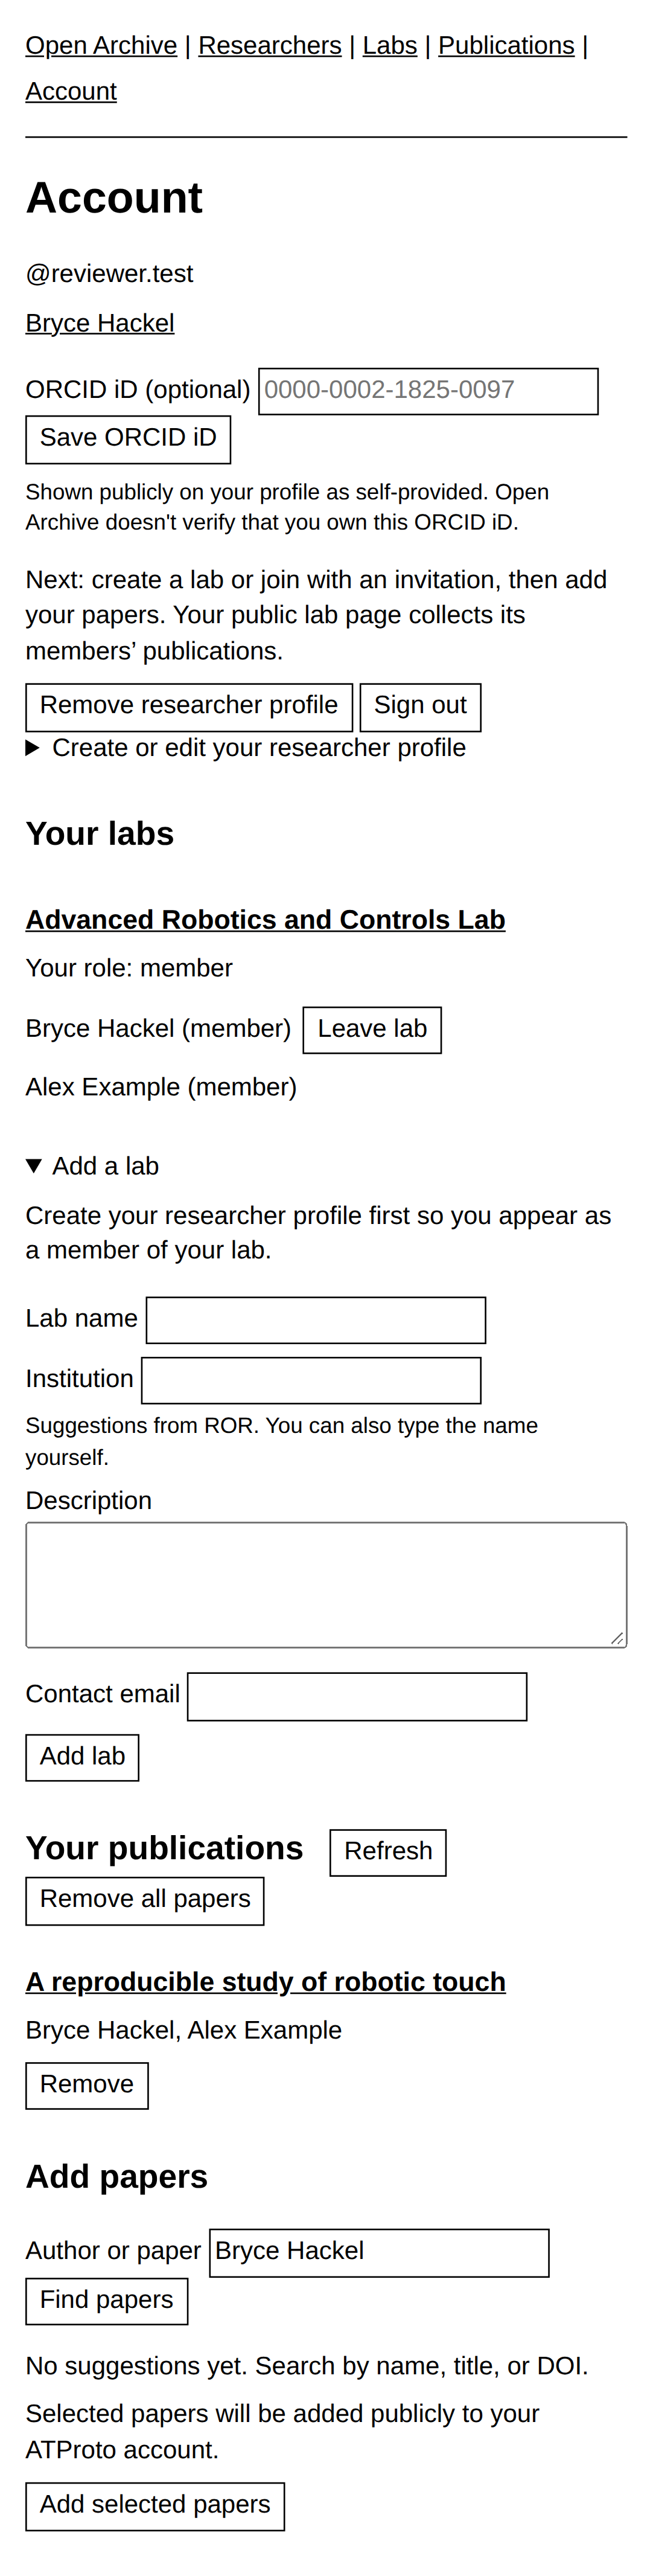 Open Archive | Researchers | Labs | Publications |
Account
Account
@reviewer.test
Bryce Hackel
ORCID iD (optional) 0000-0002-1825-0097
Save ORCID iD
Shown publicly on your profile as self-provided. Open
Archive doesn't verify that you own this ORCID iD.
Next: create a lab or join with an invitation, then add
your papers. Your public lab page collects its
members’ publications.
Remove researcher profile Sign out
Create or edit your researcher profile
Your labs
Advanced Robotics and Controls Lab
Your role: member
Bryce Hackel (member) Leave lab
Alex Example (member)
Add a lab
Create your researcher profile first so you appear as
a member of your lab.
Lab name
Institution
Suggestions from ROR. You can also type the name
yourself.
Description
Contact email
Add lab
Your publications Refresh
Remove all papers
A reproducible study of robotic touch
Bryce Hackel, Alex Example
Remove
Add papers
Author or paper Bryce Hackel
Find papers
No suggestions yet. Search by name, title, or DOI.
Selected papers will be added publicly to your
ATProto account.
Add selected papers